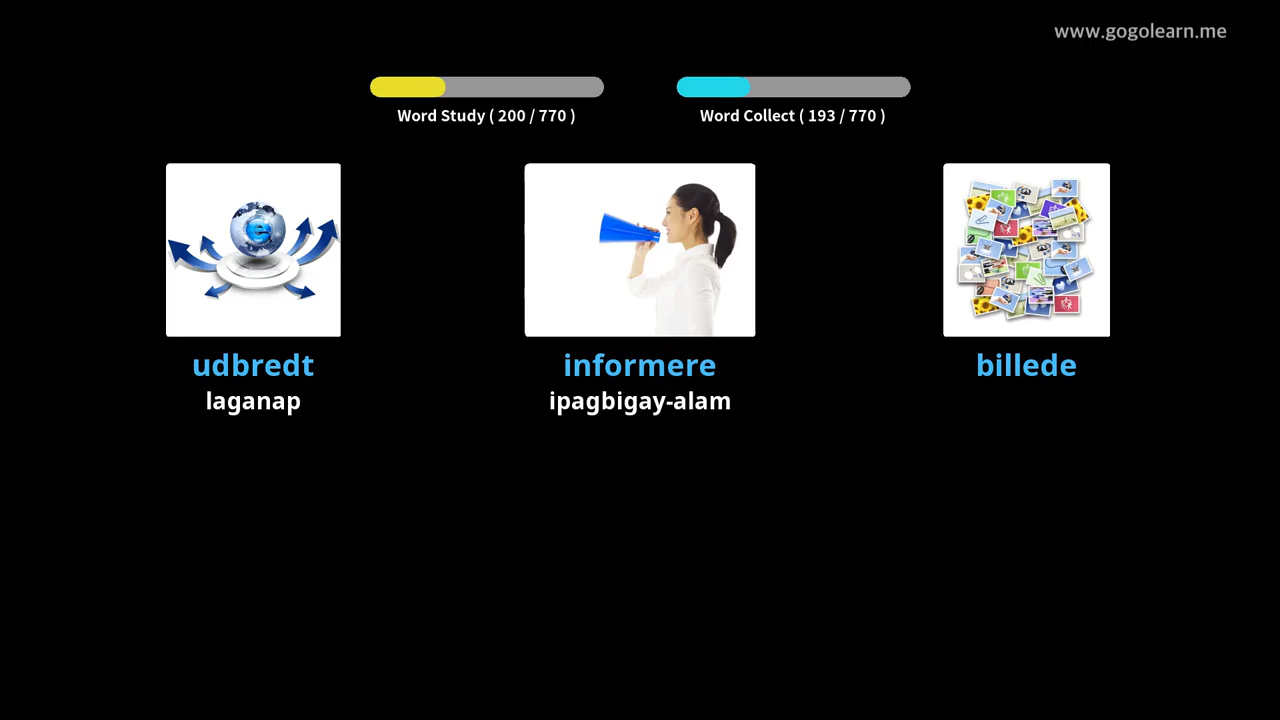 www.gogolearn.me
Word Study ( 200 / 770 )
Word Collect ( 193 / 770 )
e
udbredt
laganap
informere
ipagbigay-alam
billede